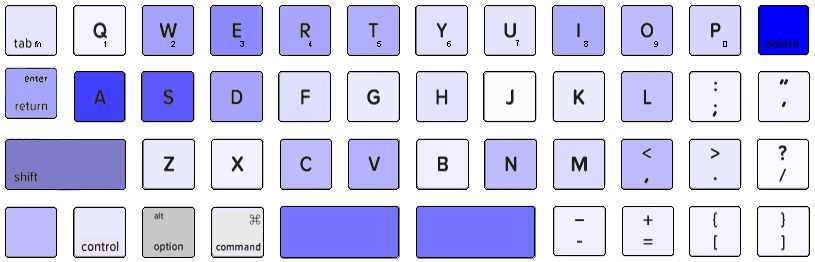 tab fn Q 1 W 2 E 3 R 4 T 5 Y 6 U 7 I 8 O 9 P 0 delete
enter return A S D F G H J K L : ; " '
shift Z X C V B N M < , > . ? /
control alt option ⌘ command – - + = { [ } ]